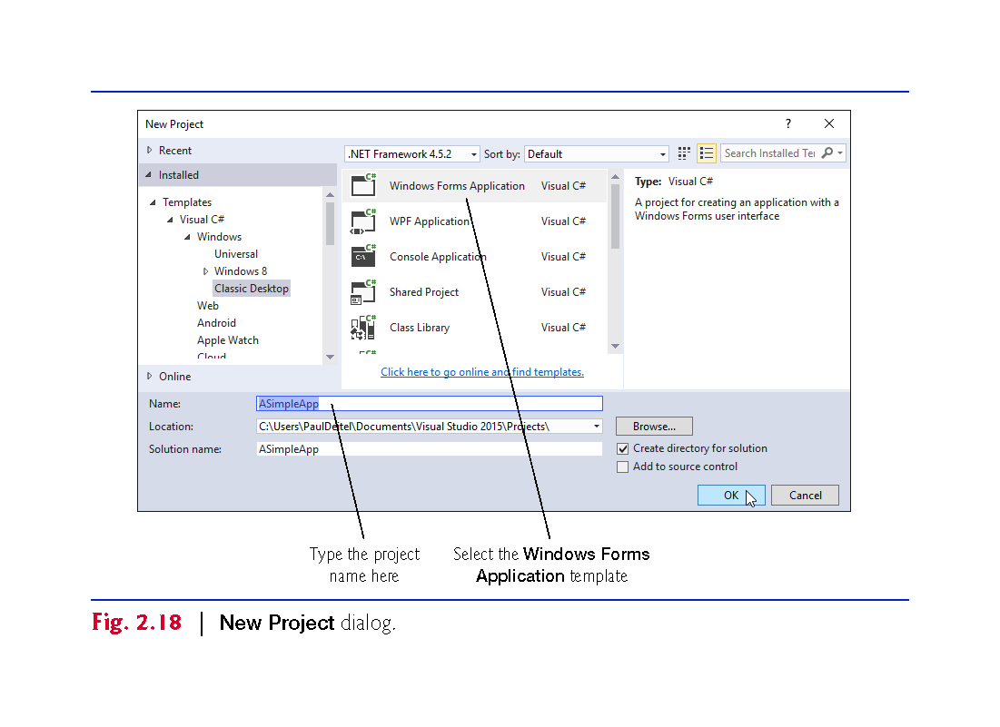 New Project
?
Recent
Installed
Templates
Visual C#
Windows
Universal
Windows 8
Classic Desktop
Web
Android
Apple Watch
Cloud
Online
.NET Framework 4.5.2
Sort by: Default
Search Installed Te
C# Windows Forms Application Visual C#
C# WPF Application Visual C#
C# C:\ Console Application Visual C#
C# Shared Project Visual C#
C# Class Library Visual C#
C#
Click here to go online and find templates.
Type: Visual C#
A project for creating an application with a
Windows Forms user interface
Name: ASimpleApp
Location: C:\Users\PaulDeitel\Documents\Visual Studio 2015\Projects\ Browse...
Solution name: ASimpleApp
Create directory for solution
Add to source control
OK Cancel
Type the project
name here
Select the Windows Forms
Application template
Fig. 2.18 | New Project dialog.